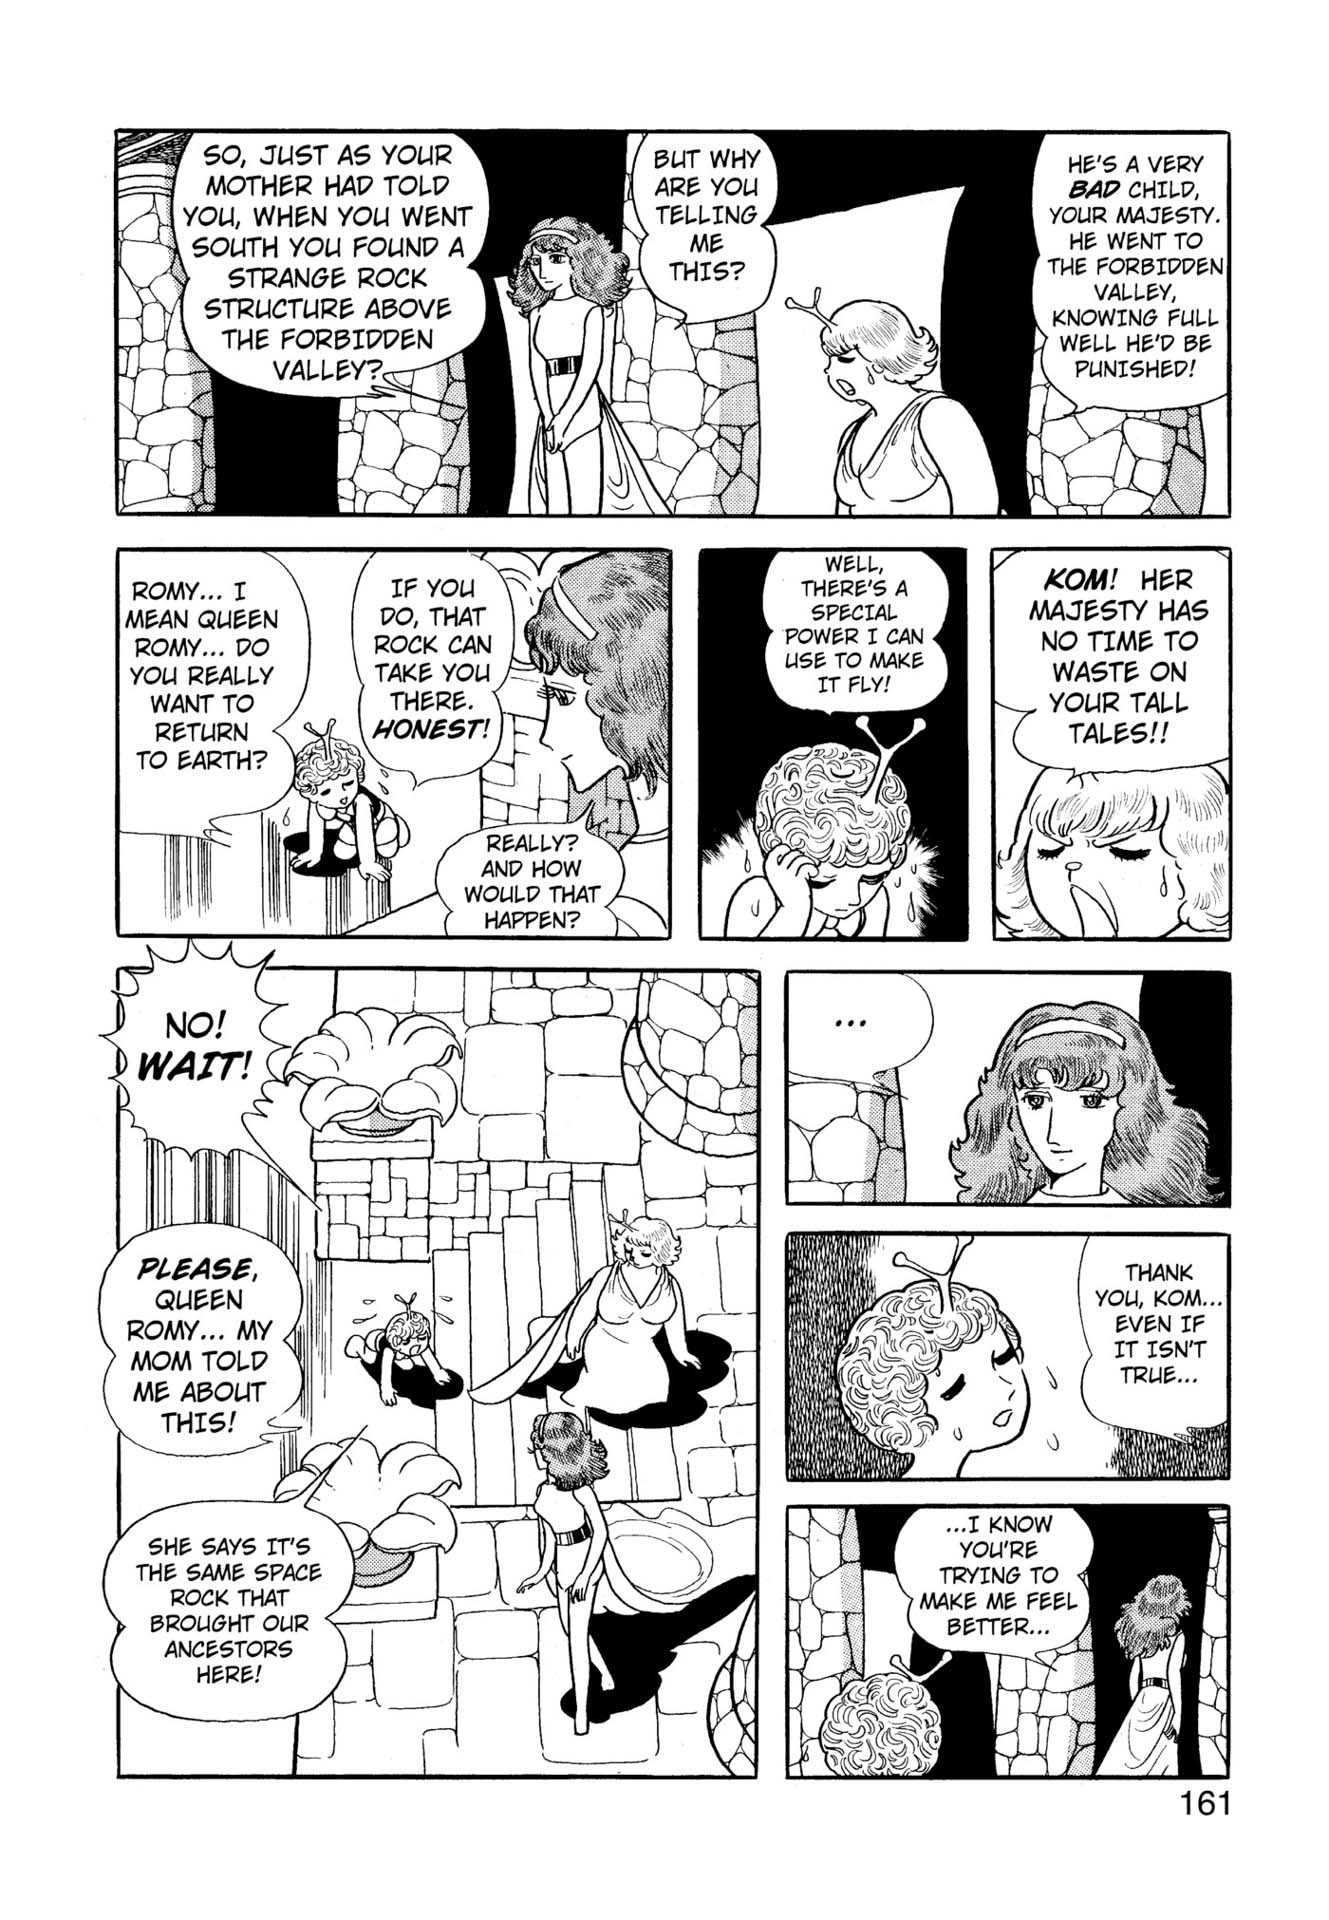 SO, JUST AS YOUR
MOTHER HAD TOLD
YOU, WHEN YOU WENT
SOUTH YOU FOUND A
STRANGE ROCK
STRUCTURE ABOVE
THE FORBIDDEN
VALLEY?
BUT WHY
ARE YOU
TELLING
ME
THIS?
HE'S A VERY
BAD CHILD,
YOUR MAJESTY.
HE WENT TO
THE FORBIDDEN
VALLEY,
KNOWING FULL
WELL HE'D BE
PUNISHED!
ROMY... I
MEAN QUEEN
ROMY... DO
YOU REALLY
WANT TO
RETURN
TO EARTH?
IF YOU
DO, THAT
ROCK CAN
TAKE YOU
THERE.
HONEST!
REALLY?
AND HOW
WOULD THAT
HAPPEN?
WELL,
THERE'S A
SPECIAL
POWER I CAN
USE TO MAKE
IT FLY!
KOM! HER
MAJESTY HAS
NO TIME TO
WASTE ON
YOUR TALL
TALES!!
NO!
WAIT!
PLEASE,
QUEEN
ROMY... MY
MOM TOLD
ME ABOUT
THIS!
SHE SAYS IT'S
THE SAME SPACE
ROCK THAT
BROUGHT OUR
ANCESTORS
HERE!
...
THANK
YOU, KOM...
EVEN IF
IT ISN'T
TRUE...
...I KNOW
YOU'RE
TRYING TO
MAKE ME FEEL
BETTER...
161